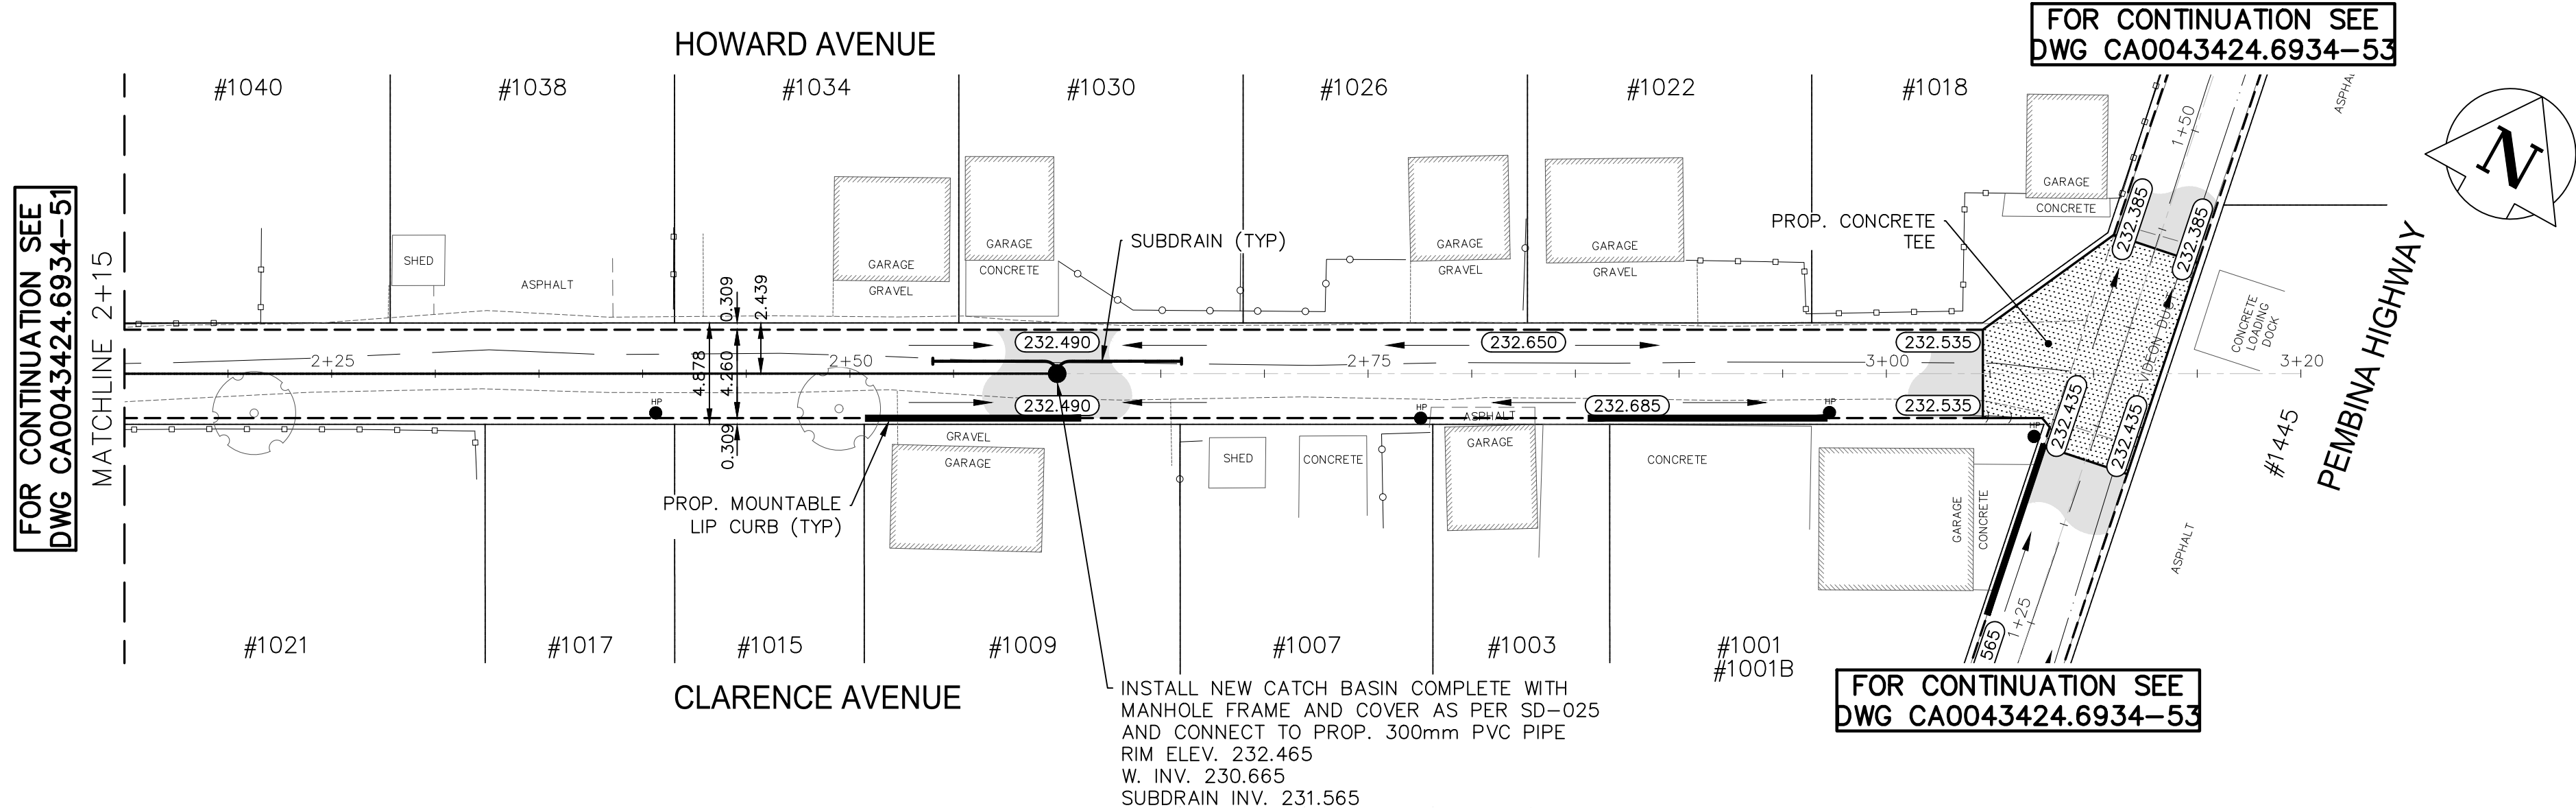 FOR CONTINUATION SEE
DWG CA0043424.6934-53
HOWARD AVENUE
#1040
#1038
#1034
#1030
#1026
#1022
#1018
ASPHA
1+50
N
GARAGE
CONCRETE
PROP. CONCRETE
TEE
232.385
232.385
SUBDRAIN (TYP)
SHED
ASPHALT
GARAGE
GRAVEL
GARAGE
CONCRETE
GARAGE
GRAVEL
GARAGE
GRAVEL
FOR CONTINUATION SEE
DWG CA0043424.6934-51
MATCHLINE 2+15
0.309
2.439
4.878
4.260
0.309
2+25
2+50
2+75
3+00
3+20
232.490
232.650
232.535
232.490
232.685
232.535
232.435
232.435
HP
HP
HP
HP
VIDEON DU
CONCRETE
LOADING
DOCK
PEMBINA HIGHWAY
#1445
ASPHALT
GRAVEL
GARAGE
SHED
CONCRETE
ASPHALT
GARAGE
CONCRETE
GARAGE
CONCRETE
PROP. MOUNTABLE
LIP CURB (TYP)
1+25
565
#1021
#1017
#1015
#1009
#1007
#1003
#1001
#1001B
CLARENCE AVENUE
INSTALL NEW CATCH BASIN COMPLETE WITH
MANHOLE FRAME AND COVER AS PER SD-025
AND CONNECT TO PROP. 300mm PVC PIPE
RIM ELEV. 232.465
W. INV. 230.665
SUBDRAIN INV. 231.565
FOR CONTINUATION SEE
DWG CA0043424.6934-53